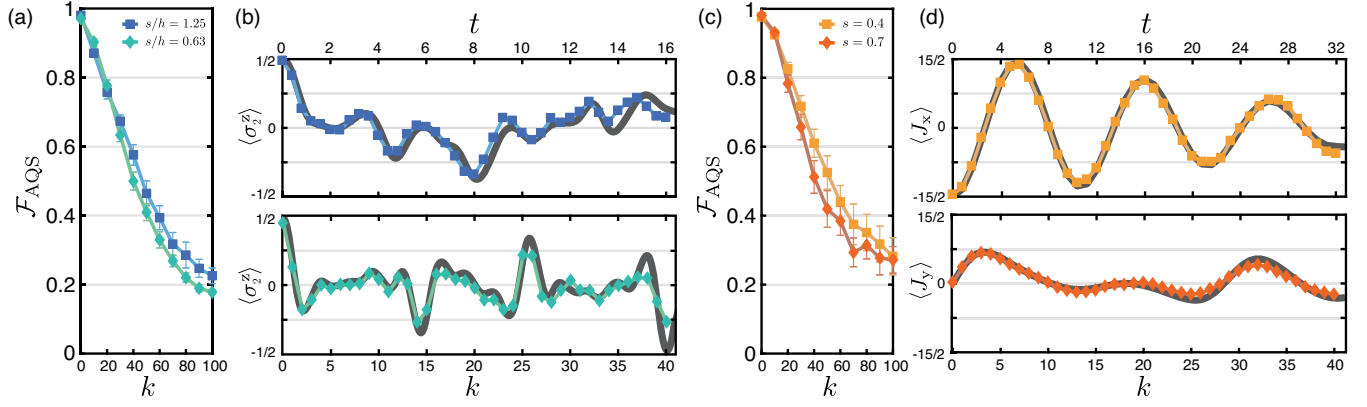 (a)
s/h = 1.25
s/h = 0.63
1
0.8
0.6
0.4
0.2
0
0 20 40 60 80 100
k
F_AQS
(b)
t
0 2 4 6 8 10 12 14 16
1/2
0
-1/2
⟨σ₂ᶻ⟩
1/2
0
-1/2
⟨σ₂ᶻ⟩
0 5 10 15 20 25 30 35 40
k
(c)
s = 0.4
s = 0.7
1
0.8
0.6
0.4
0.2
0
0 20 40 60 80 100
k
F_AQS
(d)
t
0 4 8 12 16 20 24 28 32
15/2
0
-15/2
⟨J_x⟩
15/2
0
-15/2
⟨J_y⟩
0 5 10 15 20 25 30 35 40
k